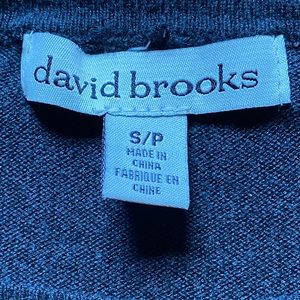 david brooks
S/P
MADE IN
CHINA
FABRIQUE EN
CHINE